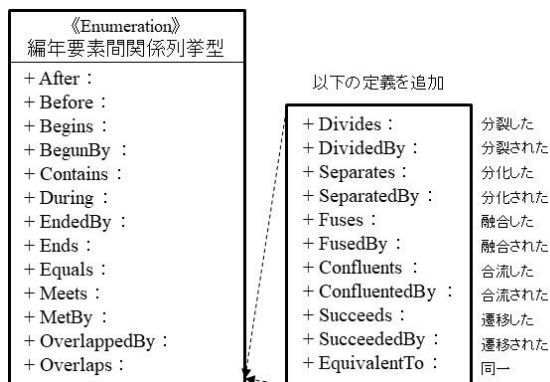 《Enumeration》
編年要素間関係列挙型
+ After：
+ Before：
+ Begins：
+ BegunBy：
+ Contains：
+ During：
+ EndedBy：
+ Ends：
+ Equals：
+ Meets：
+ MetBy：
+ OverlappedBy：
+ Overlaps：
以下の定義を追加
+ Divides： 分裂した
+ DividedBy： 分裂された
+ Separates： 分化した
+ SeparatedBy： 分化された
+ Fuses： 融合した
+ FusedBy： 融合された
+ Confluents： 合流した
+ ConfluentedBy： 合流された
+ Succeeds： 遷移した
+ SucceededBy： 遷移された
+ EquivalentTo： 同一